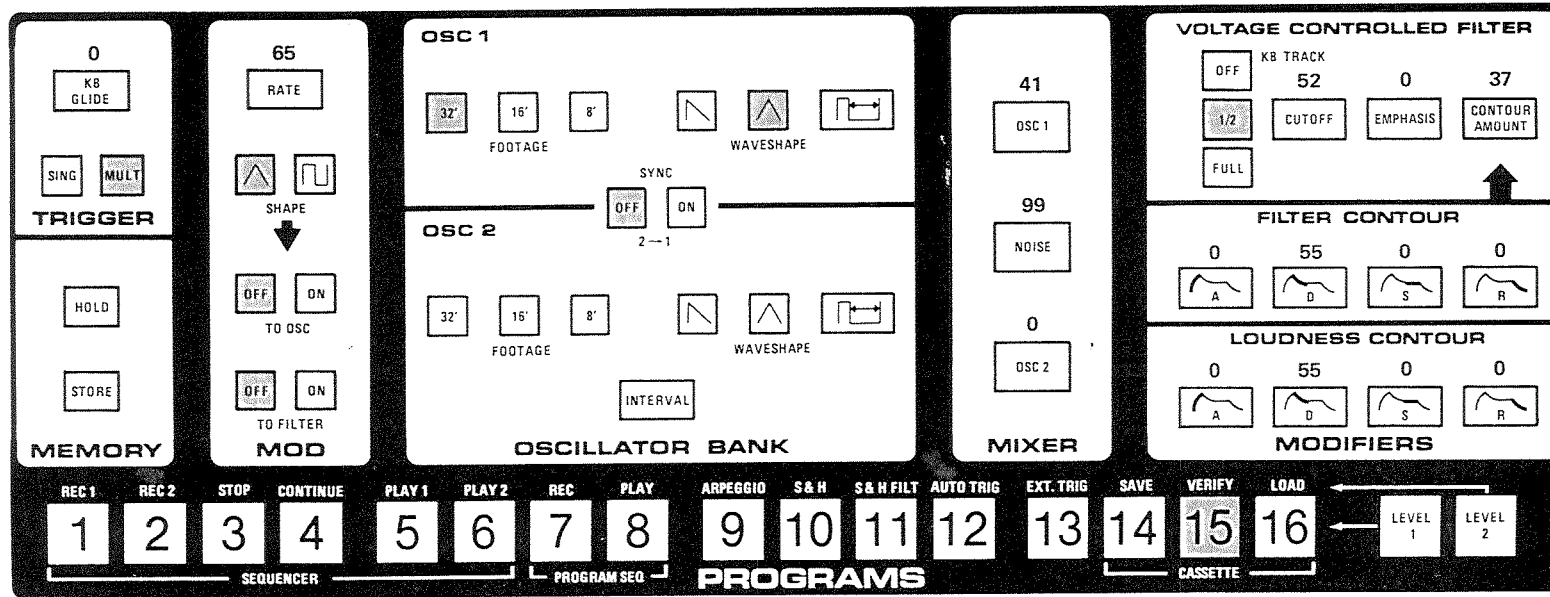 0
KB
GLIDE
SING MULT
TRIGGER
HOLD
STORE
MEMORY
65
RATE
SHAPE
OFF ON
TO OSC
OFF ON
TO FILTER
MOD
OSC 1
32' 16' 8'
FOOTAGE
WAVESHAPE
SYNC
OFF ON
2→1
OSC 2
32' 16' 8'
FOOTAGE
WAVESHAPE
INTERVAL
OSCILLATOR BANK
41
OSC 1
99
NOISE
0
OSC 2
MIXER
VOLTAGE CONTROLLED FILTER
OFF KB TRACK
1/2
FULL
52 0 37
CUTOFF EMPHASIS CONTOUR
AMOUNT
FILTER CONTOUR
0 55 0 0
A D S R
LOUDNESS CONTOUR
0 55 0 0
A D S R
MODIFIERS
REC 1 REC 2 STOP CONTINUE PLAY 1 PLAY 2 REC PLAY ARPEGGIO S & H S & H FILT AUTO TRIG EXT. TRIG SAVE VERIFY LOAD
1 2 3 4 5 6 7 8 9 10 11 12 13 14 15 16
LEVEL
1
LEVEL
2
SEQUENCER PROGRAM SEQ PROGRAMS CASSETTE